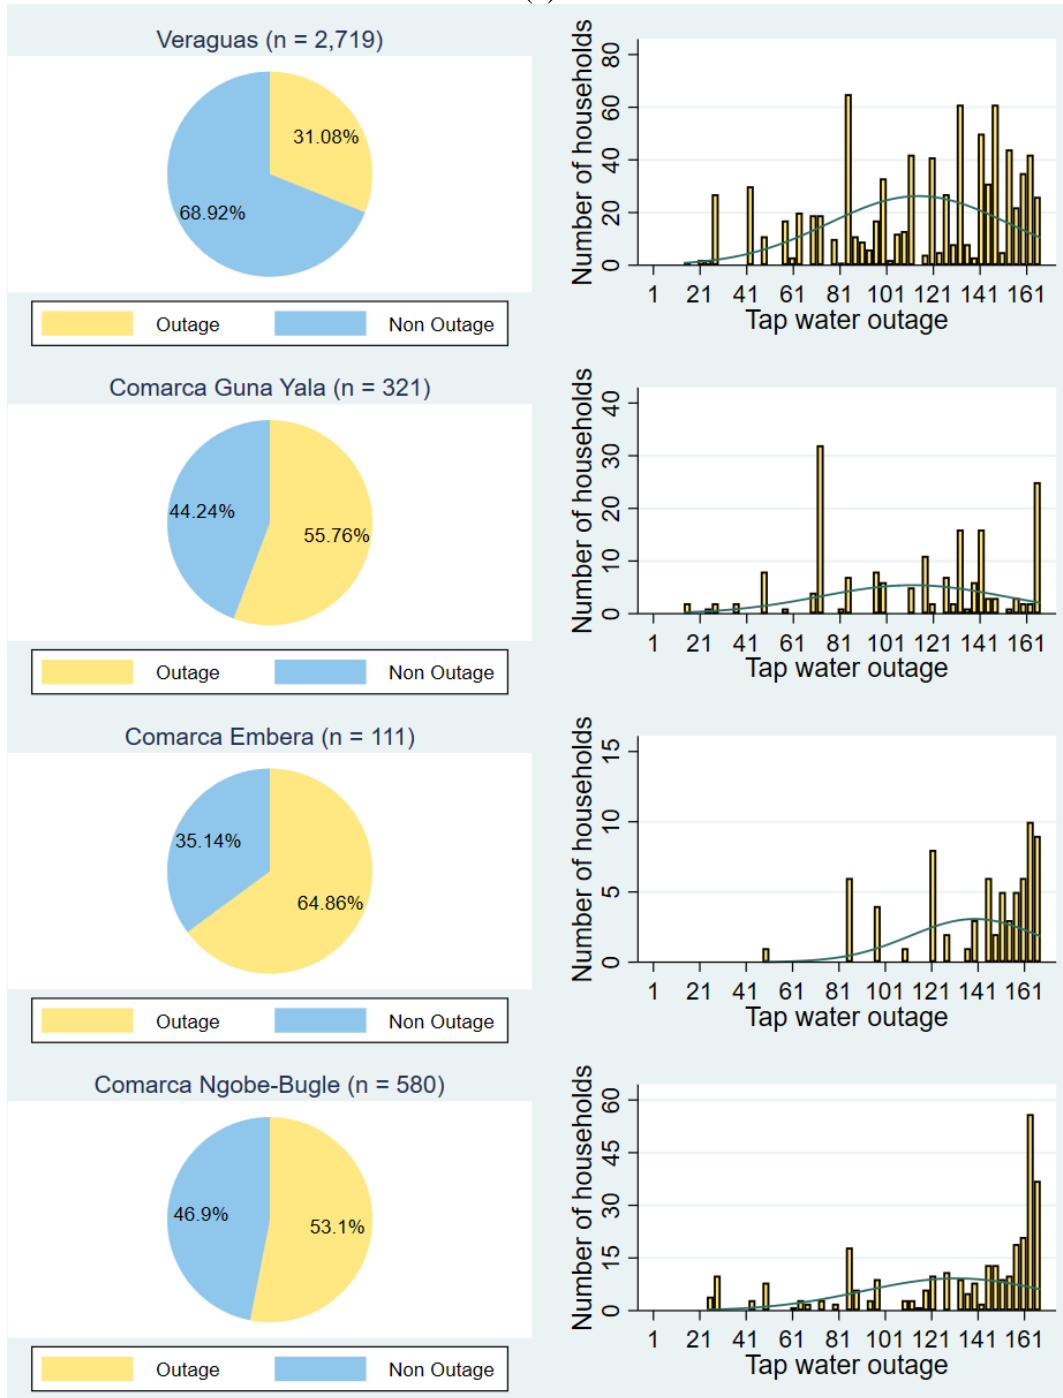 Veraguas (n = 2,719)
31.08%
68.92%
Outage Non Outage
Number of households
80
60
40
20
0
1 21 41 61 81 101 121 141 161
Tap water outage
Comarca Guna Yala (n = 321)
44.24%
55.76%
Outage Non Outage
Number of households
40
30
20
10
0
1 21 41 61 81 101 121 141 161
Tap water outage
Comarca Embera (n = 111)
35.14%
64.86%
Outage Non Outage
Number of households
15
10
5
0
1 21 41 61 81 101 121 141 161
Tap water outage
Comarca Ngobe-Bugle (n = 580)
46.9%
53.1%
Outage Non Outage
Number of households
60
45
30
15
0
1 21 41 61 81 101 121 141 161
Tap water outage